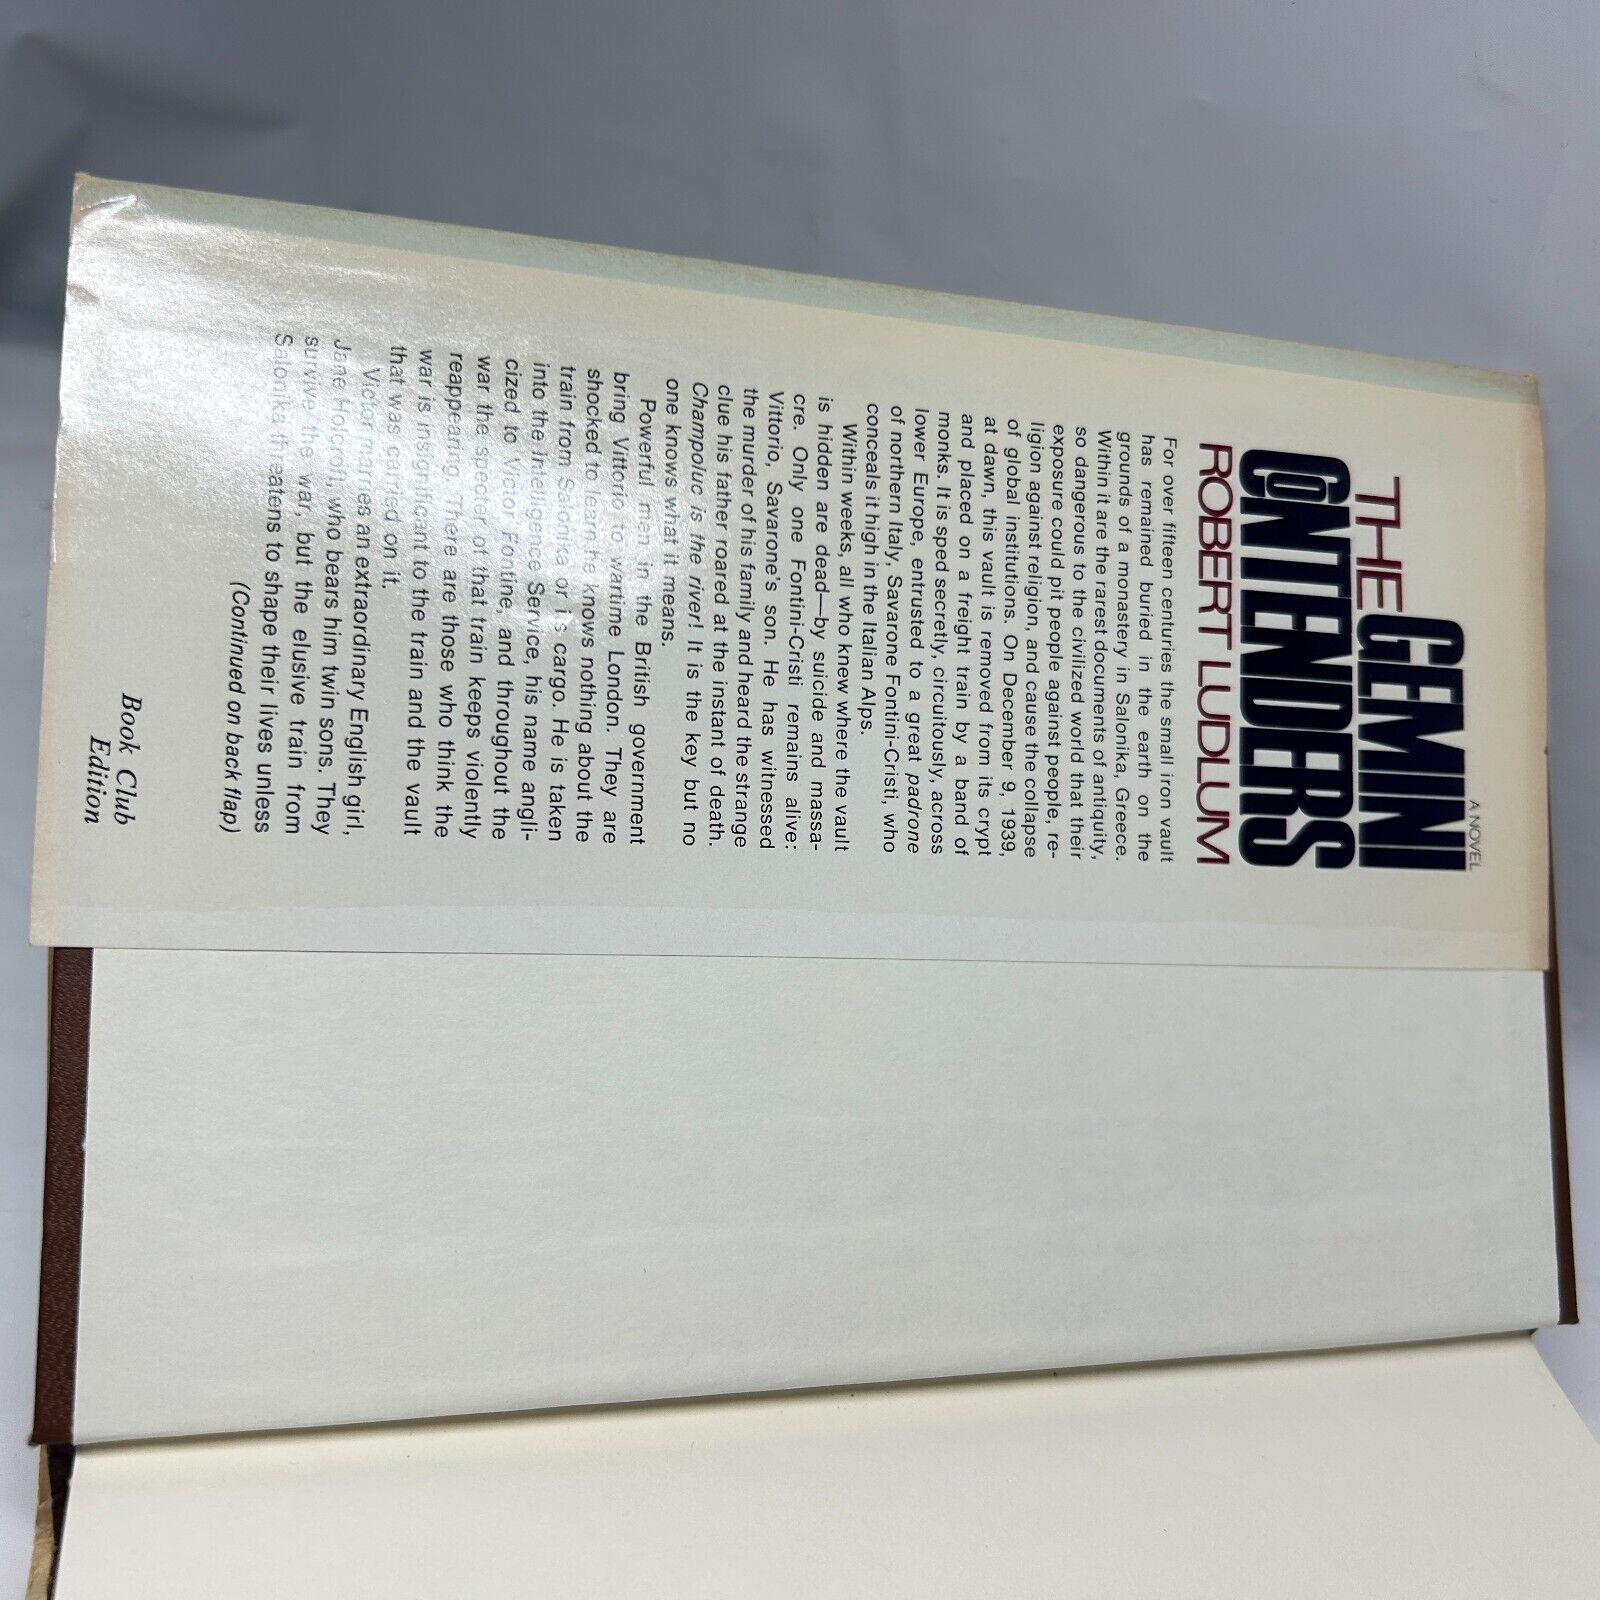 A NOVEL
THE GEMINI
CONTENDERS
ROBERT LUDLUM
For over fifteen centuries the small iron vault
has remained buried in the earth on the
grounds of a monastery in Salonika, Greece.
Within it are the rarest documents of antiquity,
so dangerous to the civilized world that their
exposure could pit people against people, re-
ligion against religion, and cause the collapse
of global institutions. On December 9, 1939,
at dawn, this vault is removed from its crypt
and placed on a freight train by a band of
monks. It is sped secretly, circuitously, across
lower Europe, entrusted to a great padrone
of northern Italy, Savarone Fontini-Cristi, who
conceals it high in the Italian Alps.
Within weeks, all who knew where the vault
is hidden are dead—by suicide and massa-
cre. Only one Fontini-Cristi remains alive:
Vittorio, Savarone's son. He has witnessed
the murder of his family and heard the strange
clue his father roared at the instant of death.
Champoluc is the river! It is the key but no
one knows what it means.
Powerful men in the British government
bring Vittorio to wartime London. They are
shocked to learn he knows nothing about the
train from Salonika or its cargo. He is taken
into the Intelligence Service, his name angli-
cized to Victor Fontine, and throughout the
war the specter of that train keeps violently
reappearing. There are those who think the
war is insignificant to the train and the vault
that was carried on it.
Victor marries an extraordinary English girl,
Jane Holcroft, who bears him twin sons. They
survive the war, but the elusive train from
Salonika threatens to shape their lives unless
(Continued on back flap)
Book Club
Edition